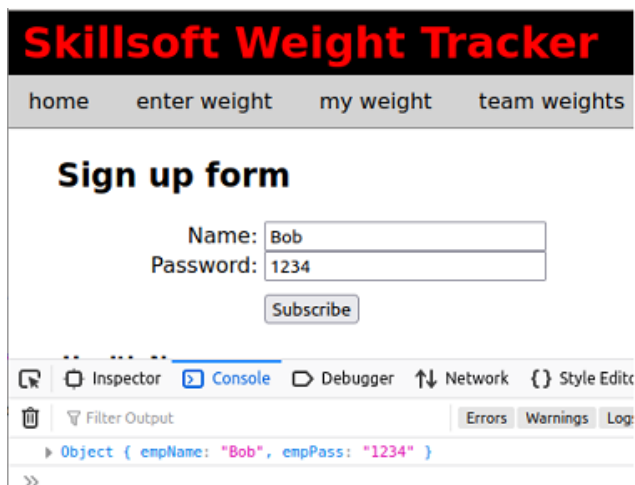 Skillsoft Weight Tracker
home enter weight my weight team weights
Sign up form
Name: Bob
Password: 1234
Subscribe
Inspector Console Debugger Network {} Style Edito
Filter Output Errors Warnings Logs
Object { empName: "Bob", empPass: "1234" }
»